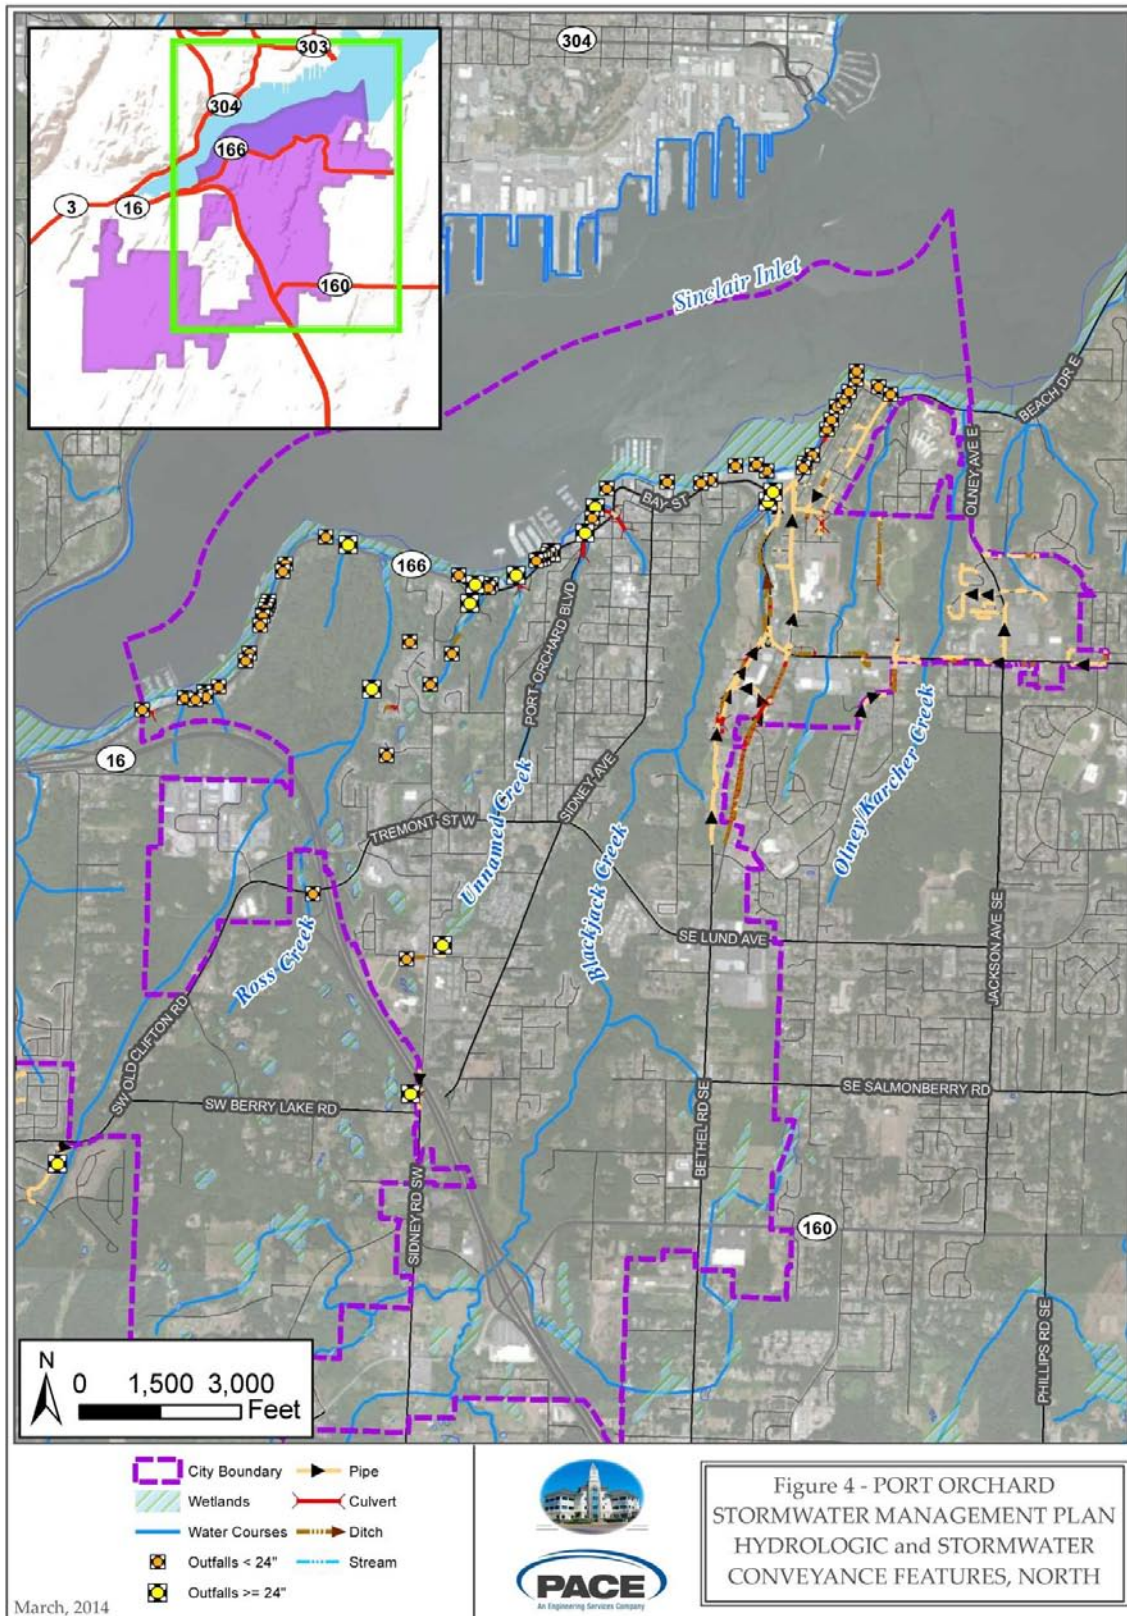 303
304
304
166
3
16
160
Sinclair Inlet
BEACH DR E
OLNEY AVE E
BAY ST
166
PORT ORCHARD BLVD
16
SIDNEY AVE
TREMONT ST W
Unnamed Creek
Blackjack Creek
Olney/Karcher Creek
Ross Creek
SE LUND AVE
JACKSON AVE SE
SW OLD CLIFTON RD
SW BERRY LAKE RD
BETHEL RD SE
SE SALMONBERRY RD
SIDNEY RD SW
160
PHILLIPS RD SE
N
0 1,500 3,000
Feet
City Boundary
Pipe
Wetlands
Culvert
Water Courses
Ditch
Outfalls < 24"
Stream
Outfalls >= 24"
March, 2014
PACE
An Engineering Services Company
Figure 4 - PORT ORCHARD
STORMWATER MANAGEMENT PLAN
HYDROLOGIC and STORMWATER
CONVEYANCE FEATURES, NORTH